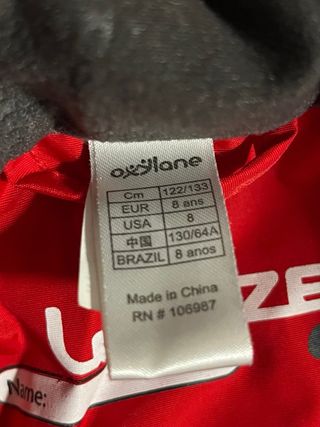 oxylane
Cm 122/133
EUR 8 ans
USA 8
中国 130/64A
BRAZIL 8 anos
Made in China
RN # 106987
Name: